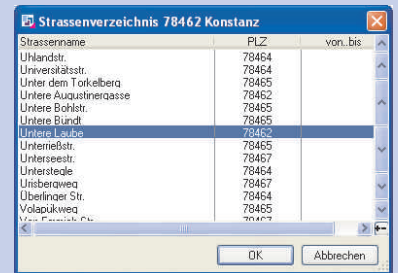 Strassenverzeichnis 78462 Konstanz
Strassenname PLZ von..bis
Uhlandstr. 78464
Universitätsstr. 78464
Unter dem Torkelberg 78465
Untere Augustinergasse 78462
Untere Bohlstr. 78465
Untere Bündt 78465
Untere Laube 78462
Unterrießstr. 78465
Unterseestr. 78467
Unterstegle 78464
Urisbergweg 78467
Überlinger Str. 78464
Volapükweg 78465
OK Abbrechen